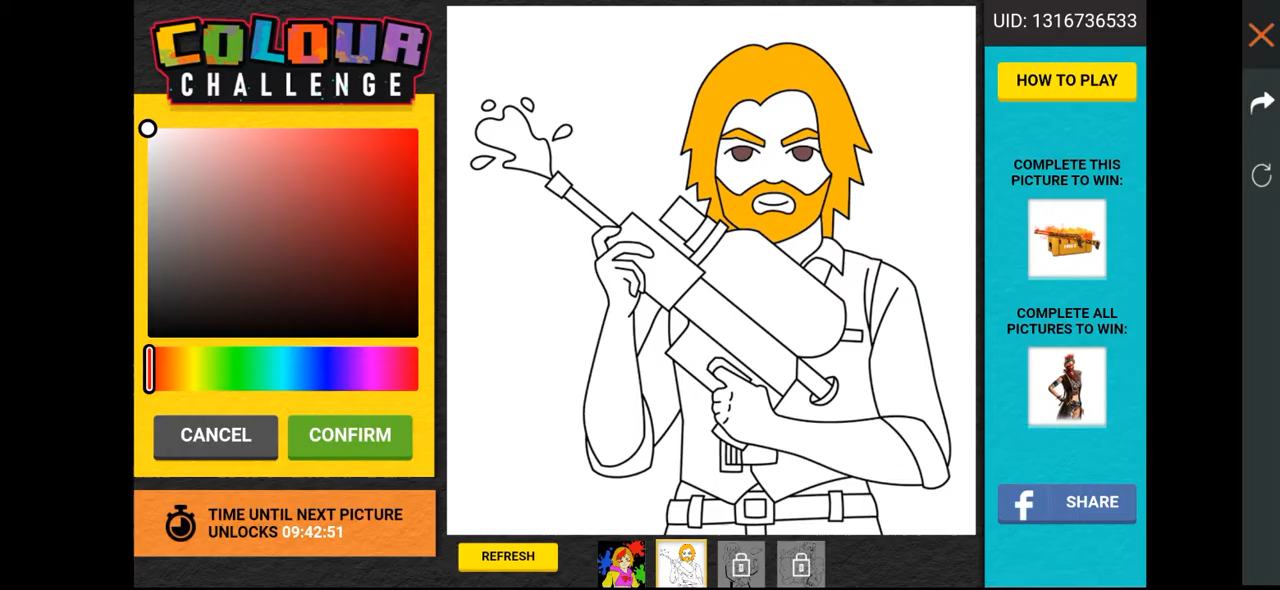 COLOUR
CHALLENGE
UID: 1316736533
HOW TO PLAY
COMPLETE THIS
PICTURE TO WIN:
COMPLETE ALL
PICTURES TO WIN:
CANCEL
CONFIRM
TIME UNTIL NEXT PICTURE
UNLOCKS 09:42:51
REFRESH
f SHARE